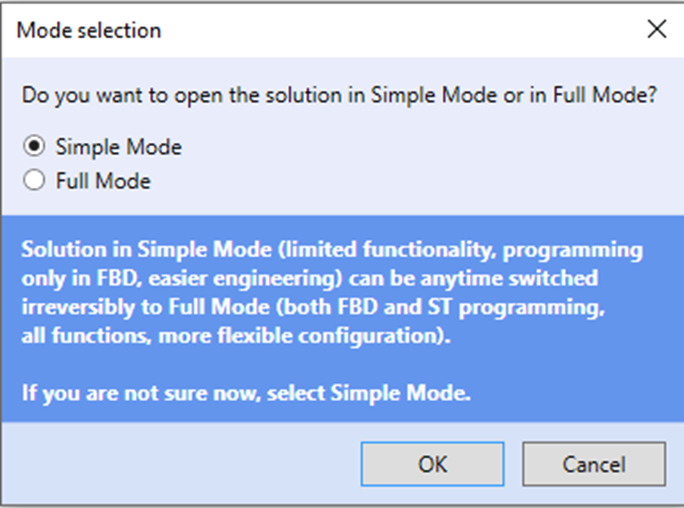 Mode selection
Do you want to open the solution in Simple Mode or in Full Mode?
Simple Mode
Full Mode
Solution in Simple Mode (limited functionality, programming
only in FBD, easier engineering) can be anytime switched
irreversibly to Full Mode (both FBD and ST programming,
all functions, more flexible configuration).
If you are not sure now, select Simple Mode.
OK
Cancel